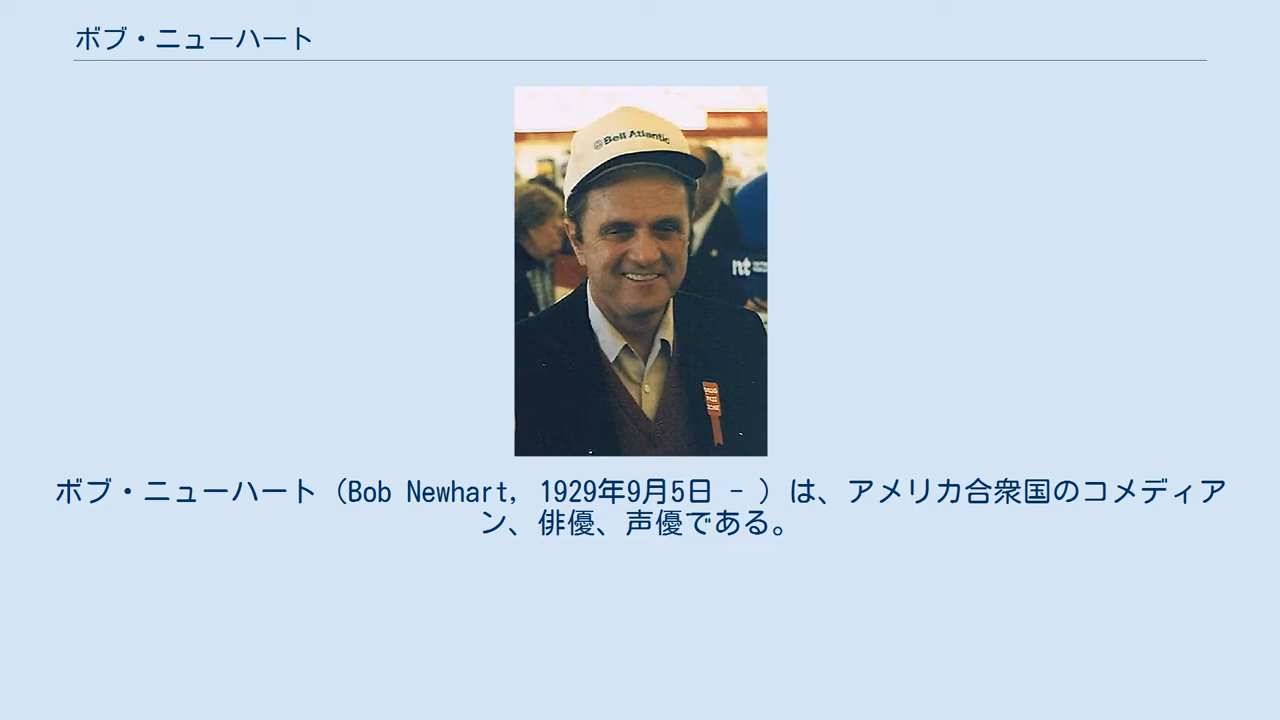 ボブ・ニューハート
Bell Atlantic
nt
ボブ・ニューハート（Bob Newhart, 1929年9月5日 - ）は、アメリカ合衆国のコメディア
ン、俳優、声優である。